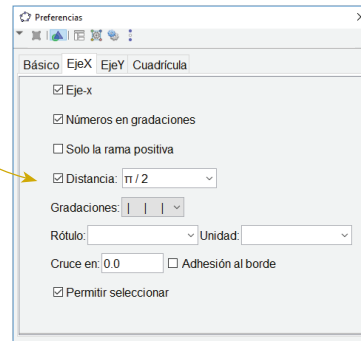 Preferencias
Básico EjeX EjeY Cuadrícula
Eje-x
Números en gradaciones
Solo la rama positiva
Distancia: π / 2
Gradaciones: | | |
Rótulo: Unidad:
Cruce en: 0.0 Adhesión al borde
Permitir seleccionar